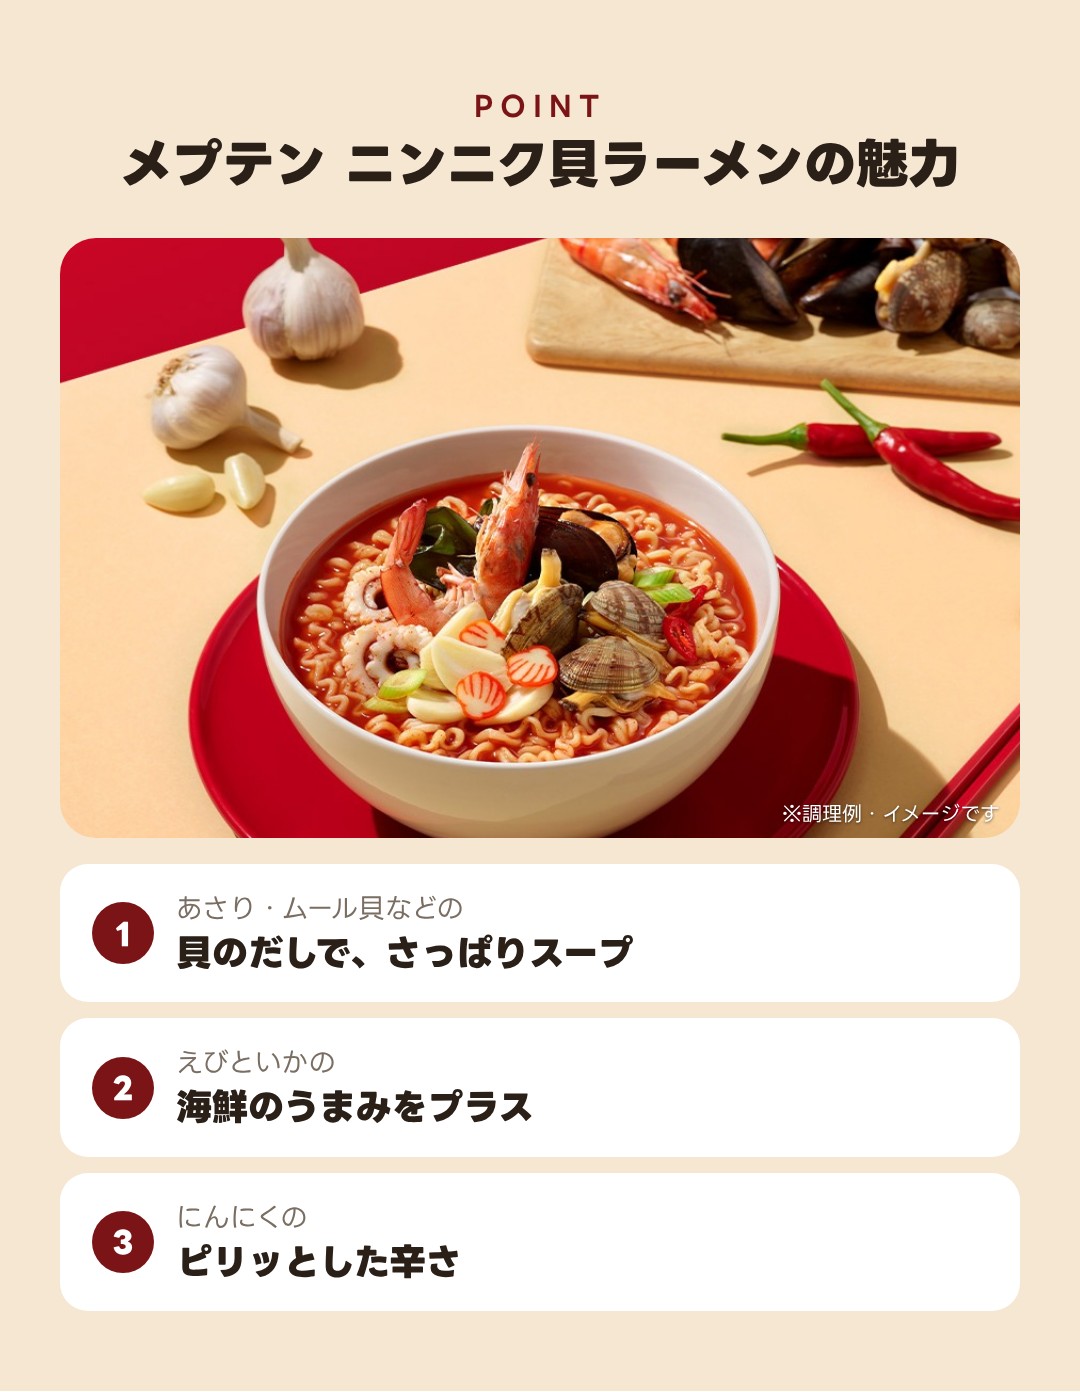 POINT
メプテン ニンニク貝ラーメンの魅力
※調理例・イメージです
1
あさり・ムール貝などの
貝のだしで、さっぱりスープ
2
えびといかの
海鮮のうまみをプラス
3
にんにくの
ピリッとした辛さ